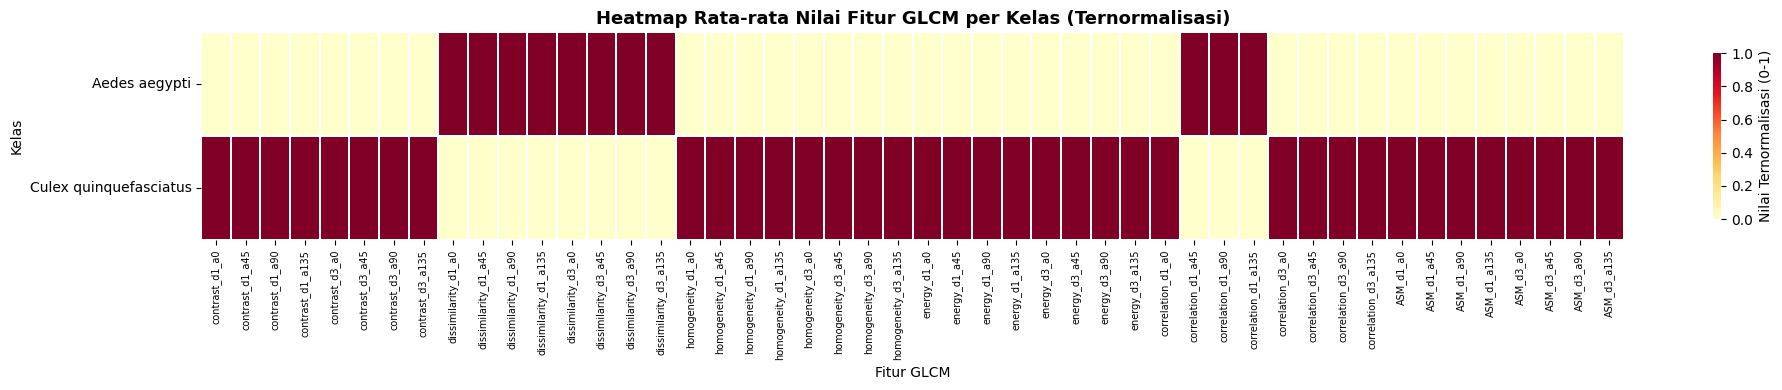 Heatmap Rata-rata Nilai Fitur GLCM per Kelas (Ternormalisasi)
Kelas
Aedes aegypti
Culex quinquefasciatus
contrast_d1_a0
contrast_d1_a45
contrast_d1_a90
contrast_d1_a135
contrast_d3_a0
contrast_d3_a45
contrast_d3_a90
contrast_d3_a135
dissimilarity_d1_a0
dissimilarity_d1_a45
dissimilarity_d1_a90
dissimilarity_d1_a135
dissimilarity_d3_a0
dissimilarity_d3_a45
dissimilarity_d3_a90
dissimilarity_d3_a135
homogeneity_d1_a0
homogeneity_d1_a45
homogeneity_d1_a90
homogeneity_d1_a135
homogeneity_d3_a0
homogeneity_d3_a45
homogeneity_d3_a90
homogeneity_d3_a135
energy_d1_a0
energy_d1_a45
energy_d1_a90
energy_d1_a135
energy_d3_a0
energy_d3_a45
energy_d3_a90
energy_d3_a135
correlation_d1_a0
correlation_d1_a45
correlation_d1_a90
correlation_d1_a135
correlation_d3_a0
correlation_d3_a45
correlation_d3_a90
correlation_d3_a135
ASM_d1_a0
ASM_d1_a45
ASM_d1_a90
ASM_d1_a135
ASM_d3_a0
ASM_d3_a45
ASM_d3_a90
ASM_d3_a135
Fitur GLCM
1.0
0.8
0.6
0.4
0.2
0.0
Nilai Ternormalisasi (0-1)